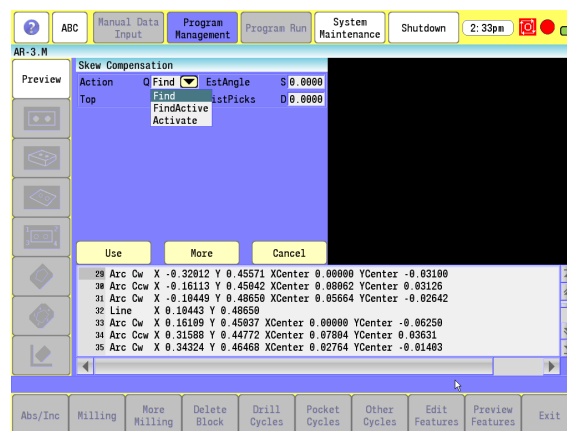 ? ABC Manual Data Input Program Management Program Run System Maintenance Shutdown 2:33pm
AR-3.M
Preview
Skew Compensation
Action Q Find EstAngle S 0.0000
Top Find istPicks D 0.0000
FindActive
Activate
Use More Cancel
29 Arc Cw X -0.32012 Y 0.45571 XCenter 0.00000 YCenter -0.03100
30 Arc Ccw X -0.16113 Y 0.45042 XCenter 0.08062 YCenter 0.03126
31 Arc Cw X -0.10449 Y 0.48650 XCenter 0.05664 YCenter -0.02642
32 Line X 0.10443 Y 0.48650
33 Arc Cw X 0.16109 Y 0.45037 XCenter 0.00000 YCenter -0.06250
34 Arc Ccw X 0.31588 Y 0.44772 XCenter 0.07804 YCenter 0.03631
35 Arc Cw X 0.34324 Y 0.46468 XCenter 0.02764 YCenter -0.01403
Abs/Inc Milling More Milling Delete Block Drill Cycles Pocket Cycles Other Cycles Edit Features Preview Features Exit